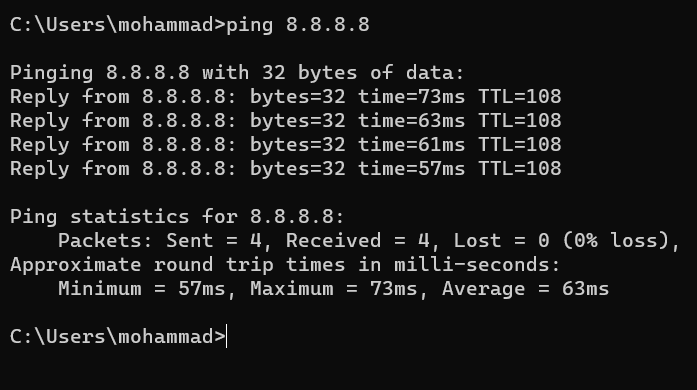 C:\Users\mohammad>ping 8.8.8.8
Pinging 8.8.8.8 with 32 bytes of data:
Reply from 8.8.8.8: bytes=32 time=73ms TTL=108
Reply from 8.8.8.8: bytes=32 time=63ms TTL=108
Reply from 8.8.8.8: bytes=32 time=61ms TTL=108
Reply from 8.8.8.8: bytes=32 time=57ms TTL=108
Ping statistics for 8.8.8.8:
    Packets: Sent = 4, Received = 4, Lost = 0 (0% loss),
Approximate round trip times in milli-seconds:
    Minimum = 57ms, Maximum = 73ms, Average = 63ms
C:\Users\mohammad>